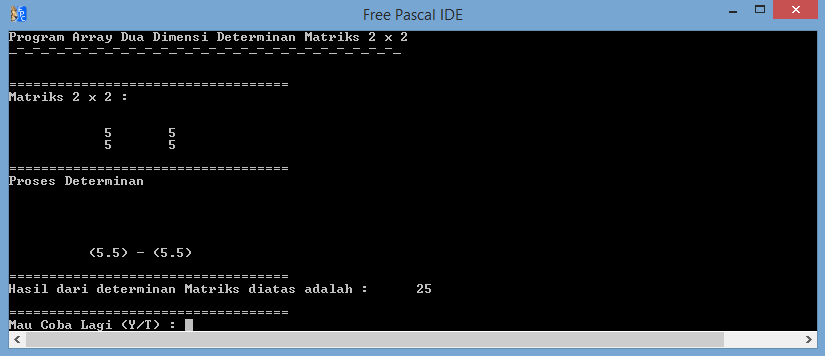 Free Pascal IDE
Program Array Dua Dimensi Determinan Matriks 2 x 2
_-_-_-_-_-_-_-_-_-_-_-_-_-_-_-_-_-_-_-_-_-_-_-_-_
===================================
Matriks 2 x 2 :
5 5
5 5
===================================
Proses Determinan
(5.5) - (5.5)
===================================
Hasil dari determinan Matriks diatas adalah : 25
===================================
Mau Coba Lagi (Y/T) :